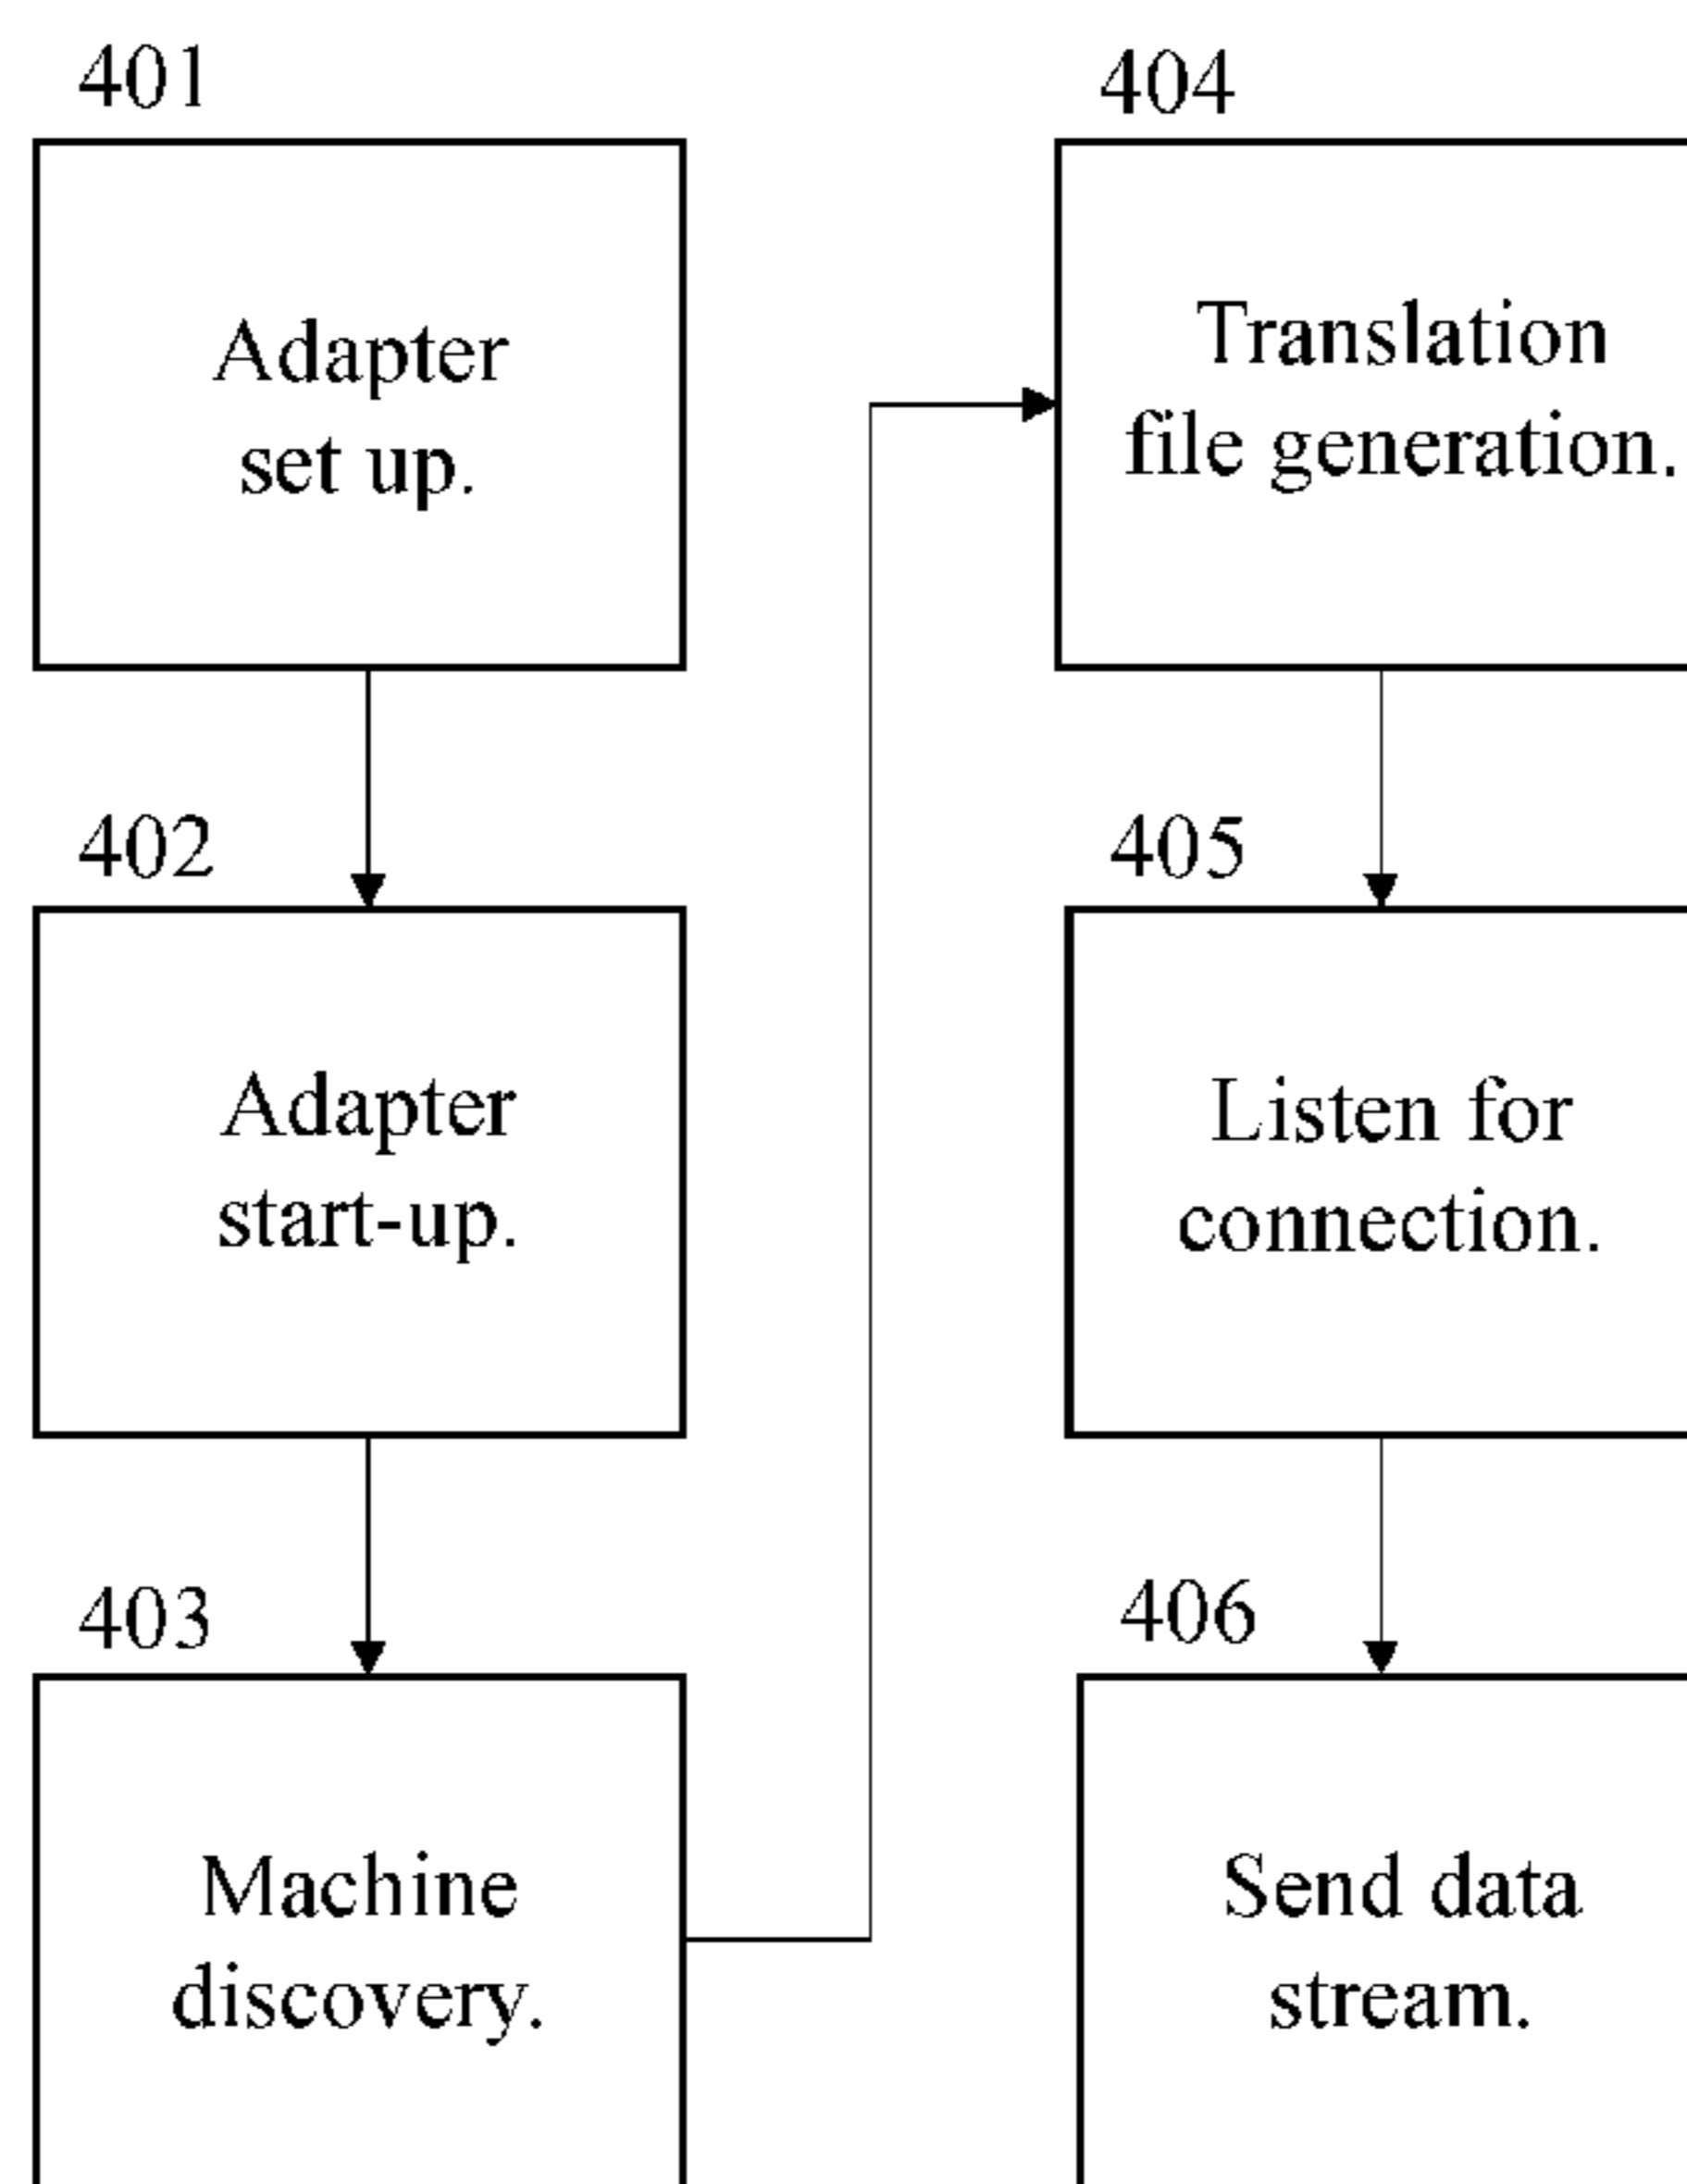 401
Adapter
set up.
402
Adapter
start-up.
403
Machine
discovery.
404
Translation
file generation.
405
Listen for
connection.
406
Send data
stream.